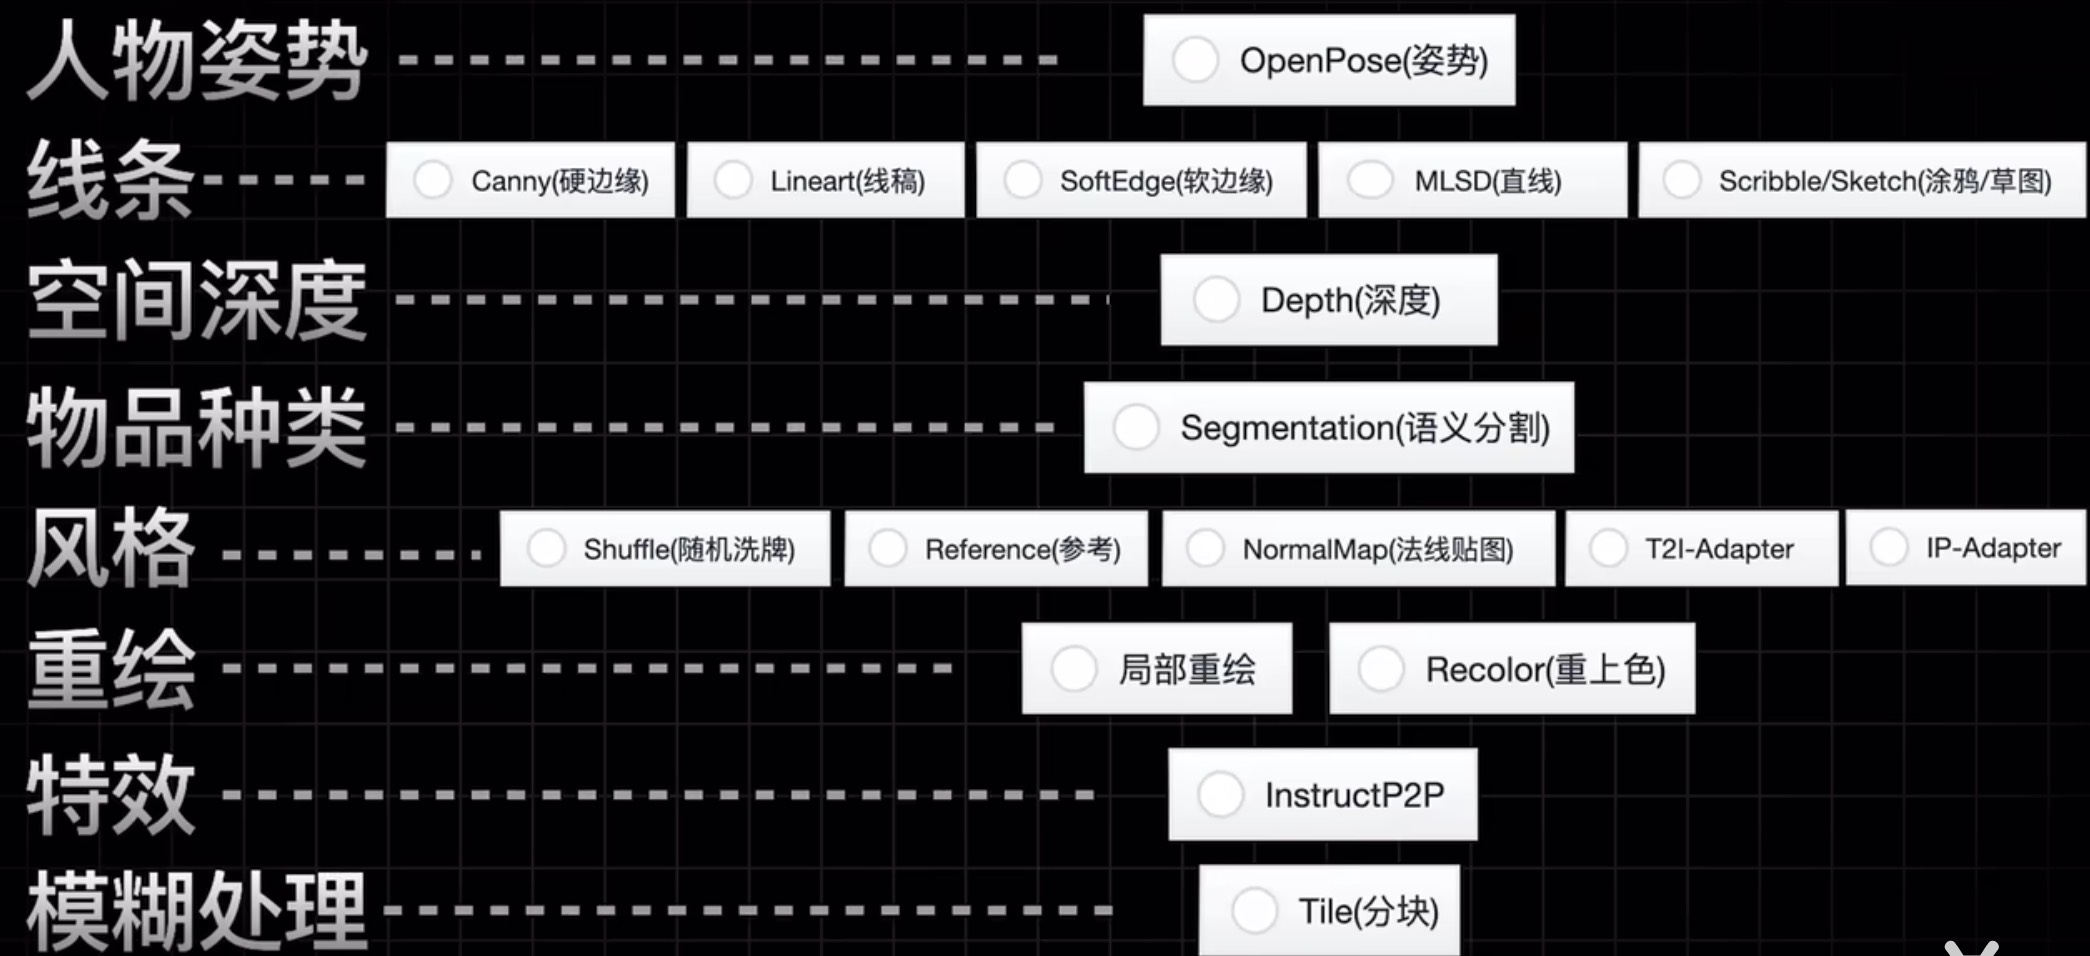 人物姿势 OpenPose(姿势)
线条 Canny(硬边缘) Lineart(线稿) SoftEdge(软边缘) MLSD(直线) Scribble/Sketch(涂鸦/草图)
空间深度 Depth(深度)
物品种类 Segmentation(语义分割)
风格 Shuffle(随机洗牌) Reference(参考) NormalMap(法线贴图) T2I-Adapter IP-Adapter
重绘 局部重绘 Recolor(重上色)
特效 InstructP2P
模糊处理 Tile(分块)